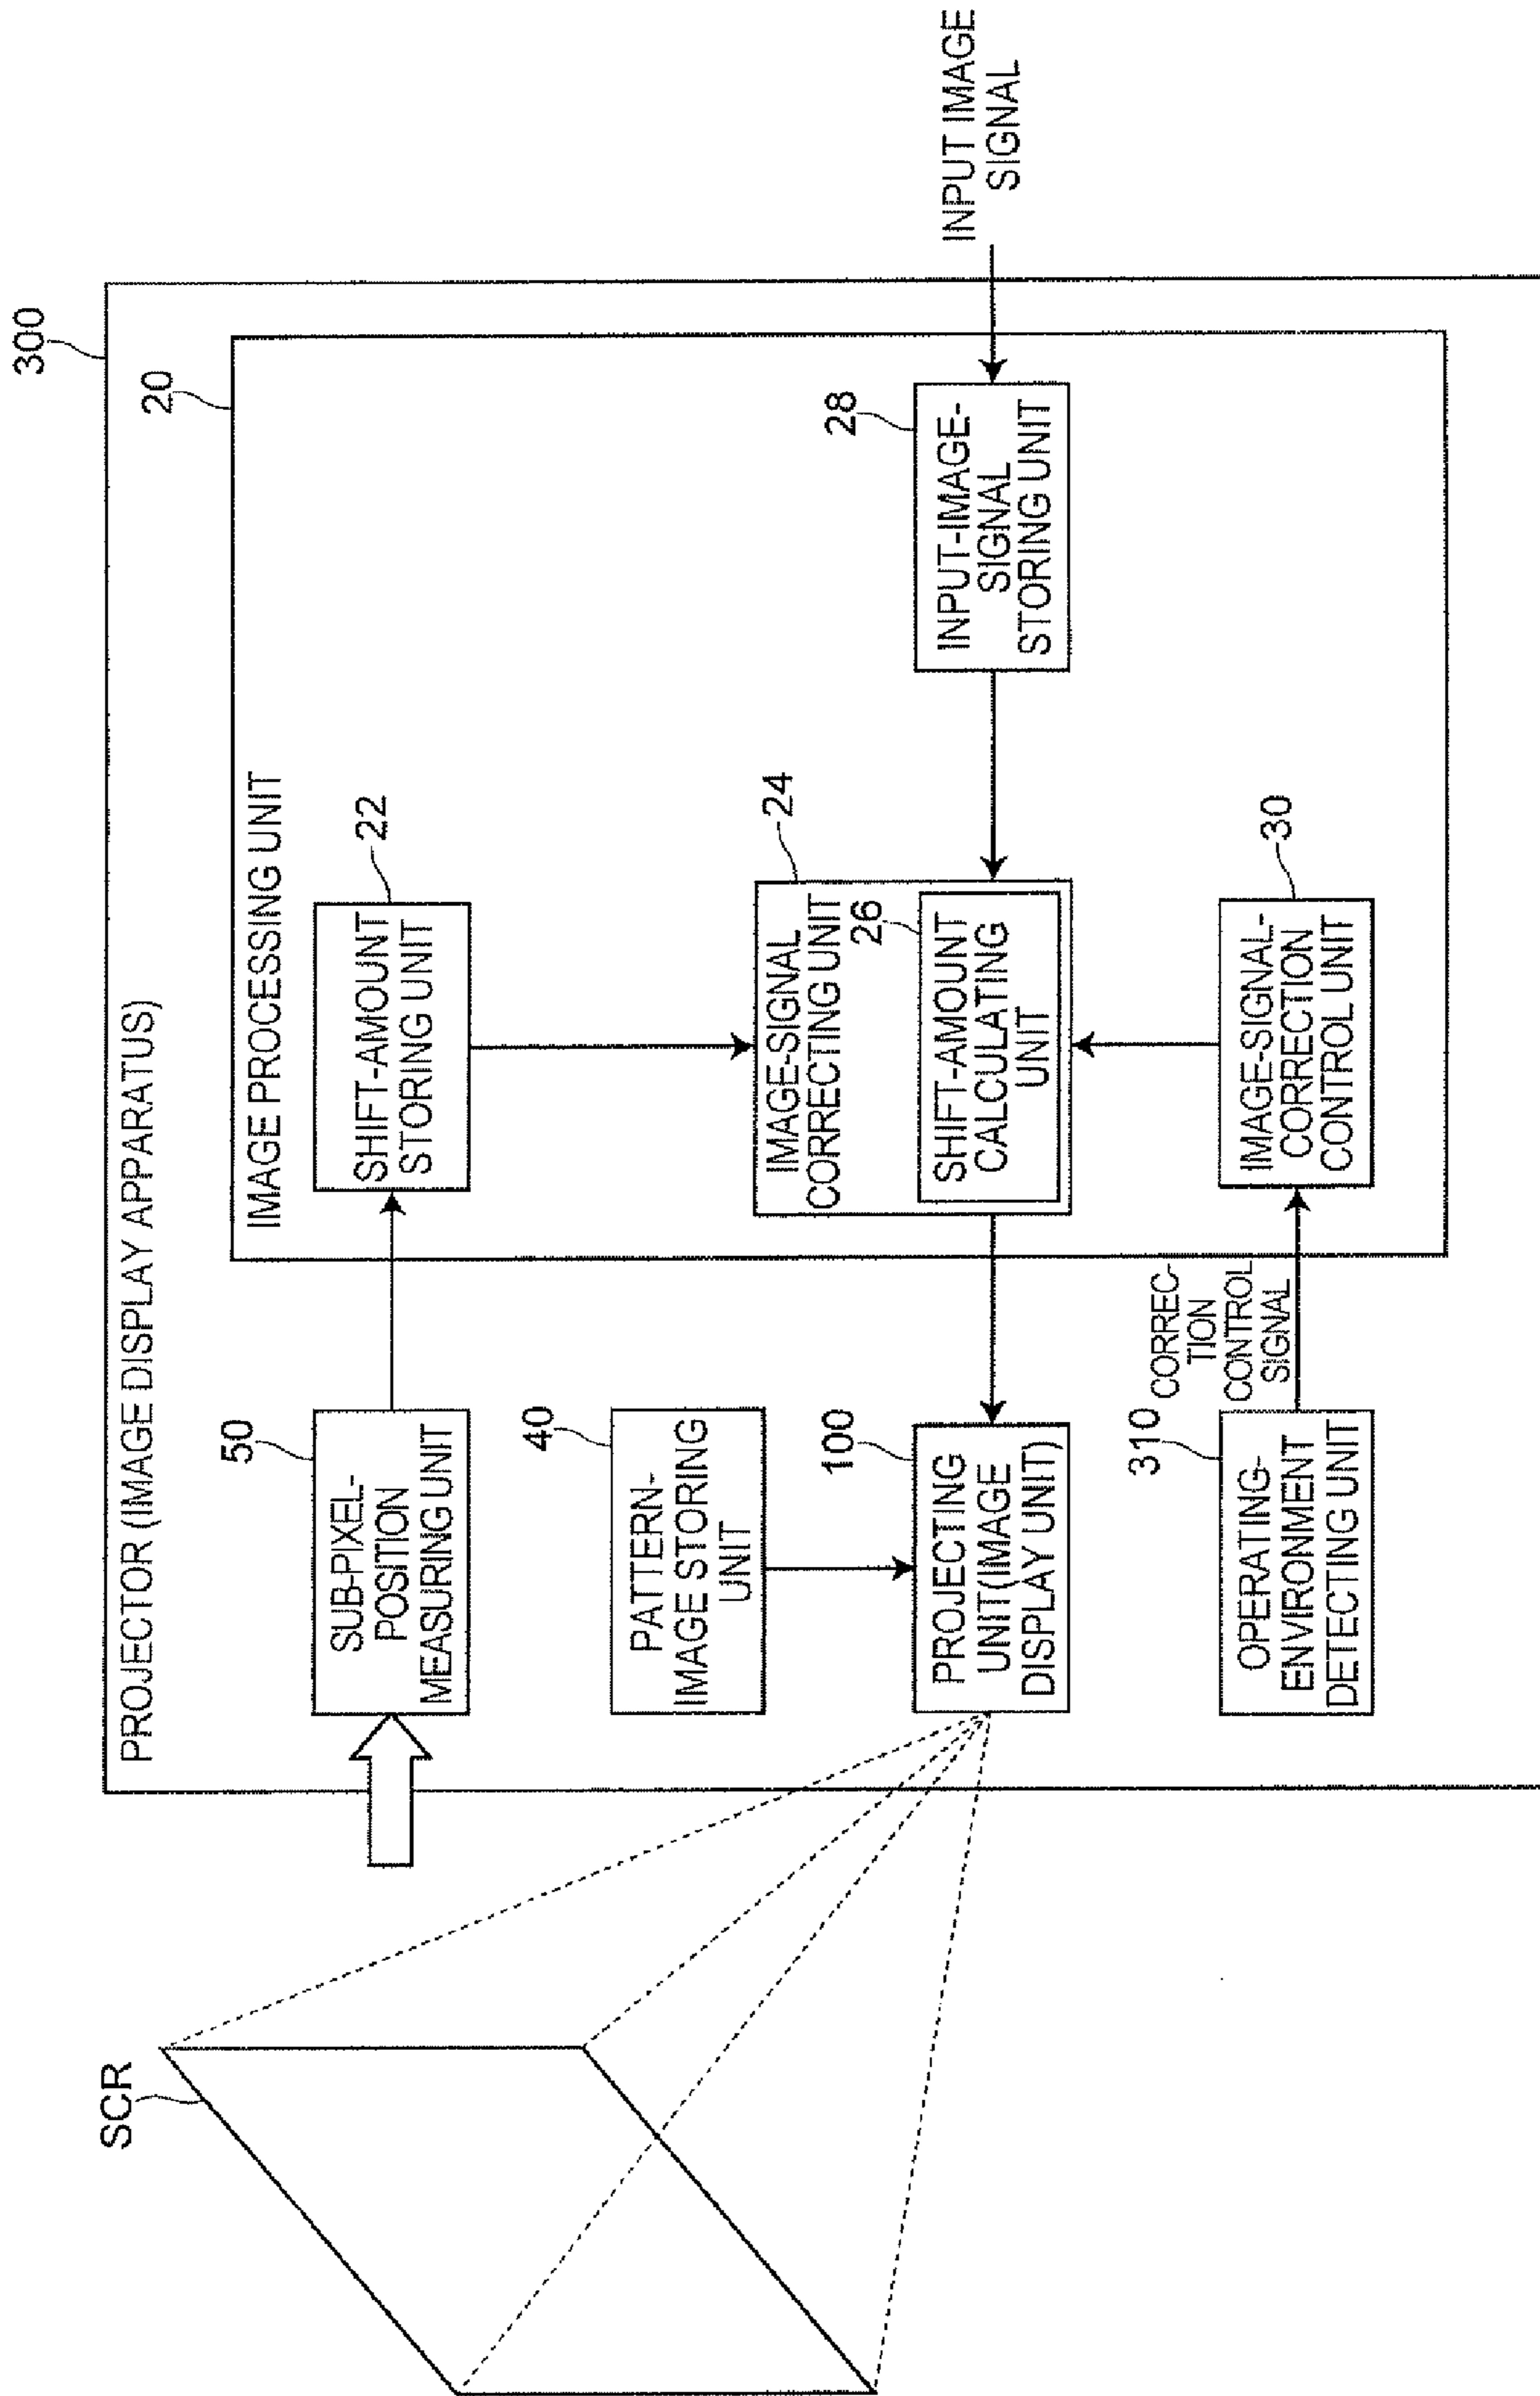 300
PROJECTOR (IMAGE DISPLAY APPARATUS)
20
IMAGE PROCESSING UNIT
SCR
50
SUB-PIXEL-
POSITION
MEASURING UNIT
22
SHIFT-AMOUNT
STORING UNIT
40
PATTERN-
IMAGE STORING
UNIT
24
IMAGE-SIGNAL
CORRECTING UNIT
26
SHIFT-AMOUNT
CALCULATING
UNIT
28
INPUT-IMAGE-
SIGNAL
STORING UNIT
INPUT IMAGE
SIGNAL
100
PROJECTING
UNIT(IMAGE
DISPLAY UNIT)
310
OPERATING-
ENVIRONMENT
DETECTING UNIT
CORREC-
TION
CONTROL
SIGNAL
30
IMAGE-SIGNAL-
CORRECTION
CONTROL UNIT